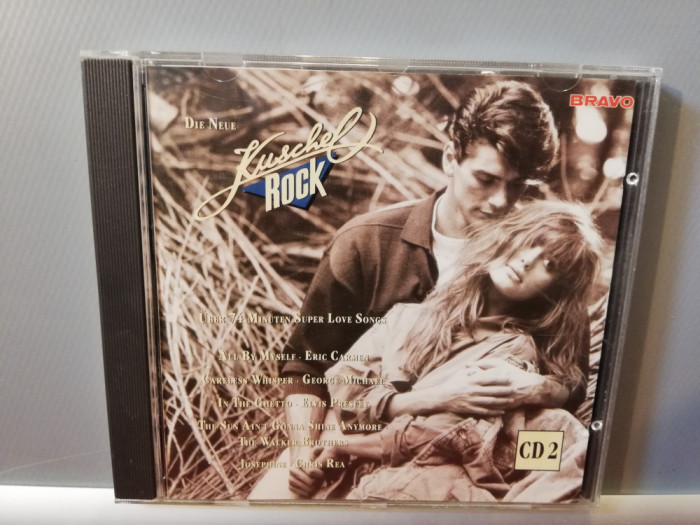 BRAVO
DIE NEUE
Kuschel
ROCK
ÜBER 74 MINUTEN SUPER LOVE SONGS
ALL BY MYSELF · ERIC CARMEN
CARELESS WHISPER · GEORGE MICHAEL
IN THE GHETTO · ELVIS PRESLEY
THE SUN AIN'T GONNA SHINE ANYMORE
THE WALKER BROTHERS
JOSEPHINE · CHRIS REA
CD 2